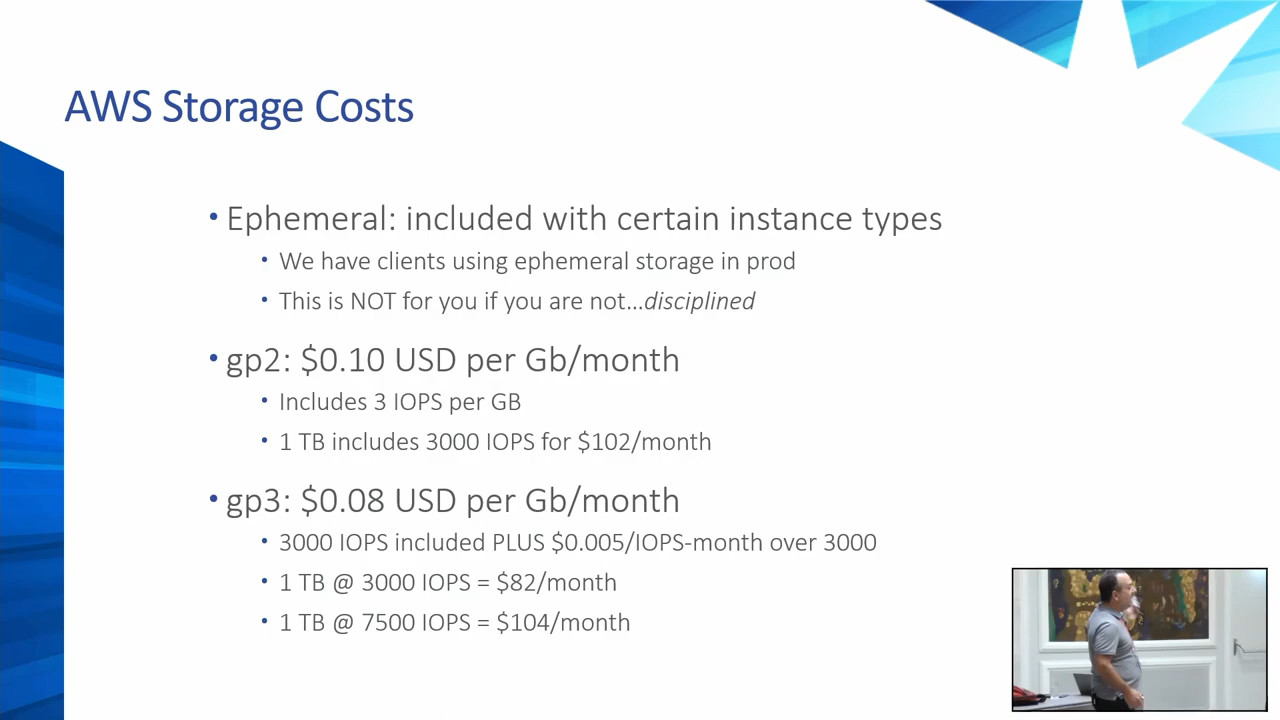 AWS Storage Costs
• Ephemeral: included with certain instance types
• We have clients using ephemeral storage in prod
• This is NOT for you if you are not...disciplined
• gp2: $0.10 USD per Gb/month
• Includes 3 IOPS per GB
• 1 TB includes 3000 IOPS for $102/month
• gp3: $0.08 USD per Gb/month
• 3000 IOPS included PLUS $0.005/IOPS-month over 3000
• 1 TB @ 3000 IOPS = $82/month
• 1 TB @ 7500 IOPS = $104/month